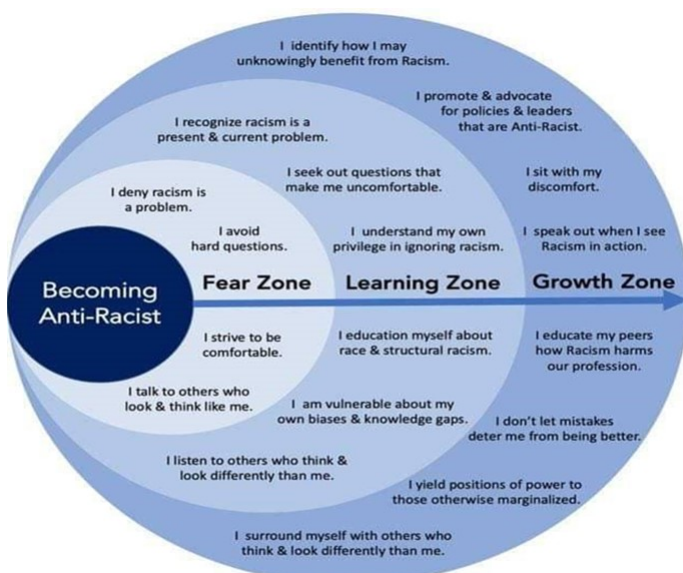 I identify how I may
unknowingly benefit from Racism.
I promote & advocate
for policies & leaders
that are Anti-Racist.
I recognize racism is a
present & current problem.
I seek out questions that
make me uncomfortable.
I sit with my
discomfort.
I deny racism is
a problem.
I avoid
hard questions.
I understand my own
privilege in ignoring racism.
I speak out when I see
Racism in action.
Becoming
Anti-Racist
Fear Zone
Learning Zone
Growth Zone
I strive to be
comfortable.
I education myself about
race & structural racism.
I educate my peers
how Racism harms
our profession.
I talk to others who
look & think like me.
I am vulnerable about my
own biases & knowledge gaps.
I don't let mistakes
deter me from being better.
I listen to others who think &
look differently than me.
I yield positions of power to
those otherwise marginalized.
I surround myself with others who
think & look differently than me.